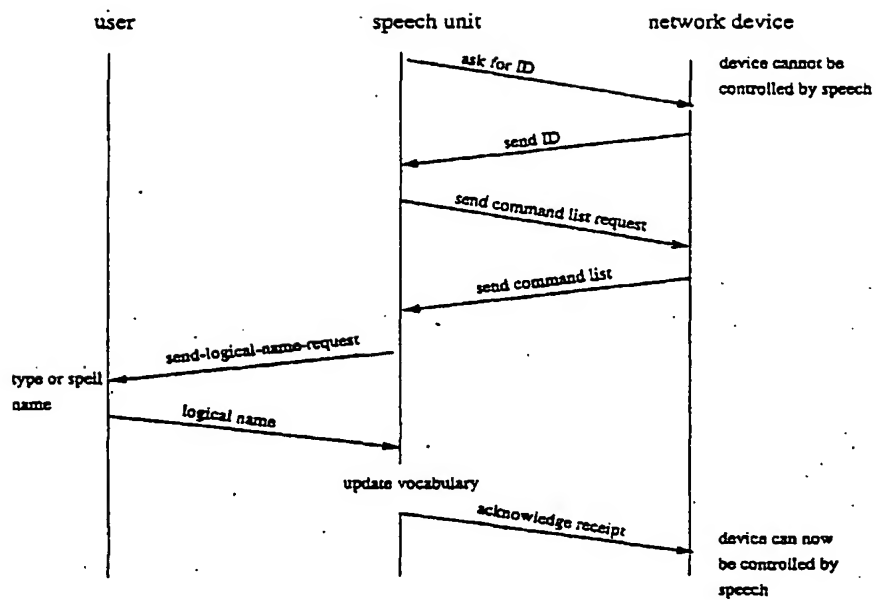 user
speech unit
network device
ask for ID
device cannot be
controlled by speech
send ID
send command list request
send command list
send-logical-name-request
type or spell
name
logical name
update vocabulary
acknowledge receipt
device can now
be controlled by
speech